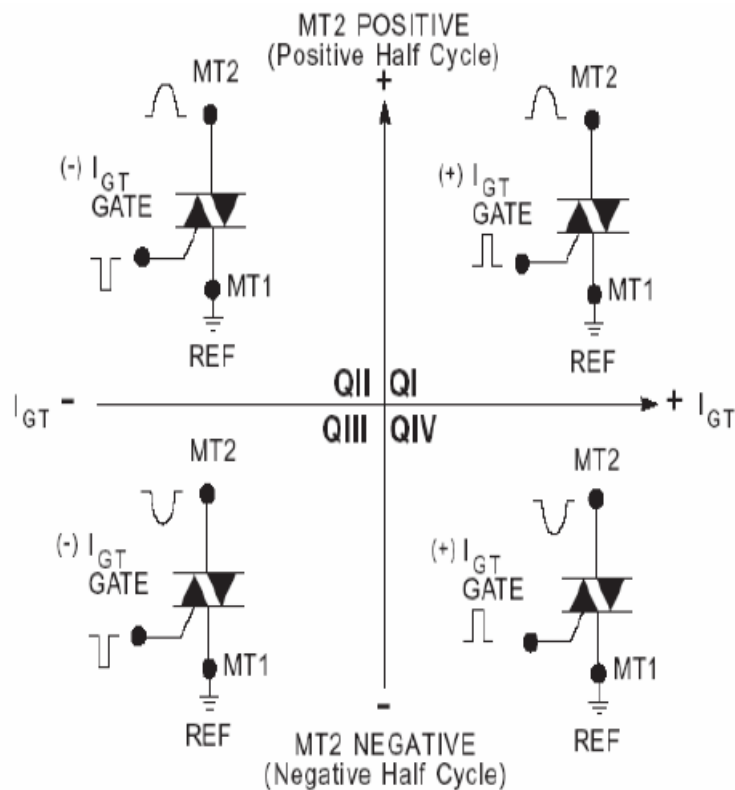 MT2 POSITIVE
(Positive Half Cycle)
+
MT2
(-) IGT
GATE
MT1
REF
MT2
(+) IGT
GATE
MT1
REF
IGT -
QII QI
+ IGT
QIII QIV
MT2
(-) IGT
GATE
MT1
REF
MT2
(+) IGT
GATE
MT1
REF
-
MT2 NEGATIVE
(Negative Half Cycle)